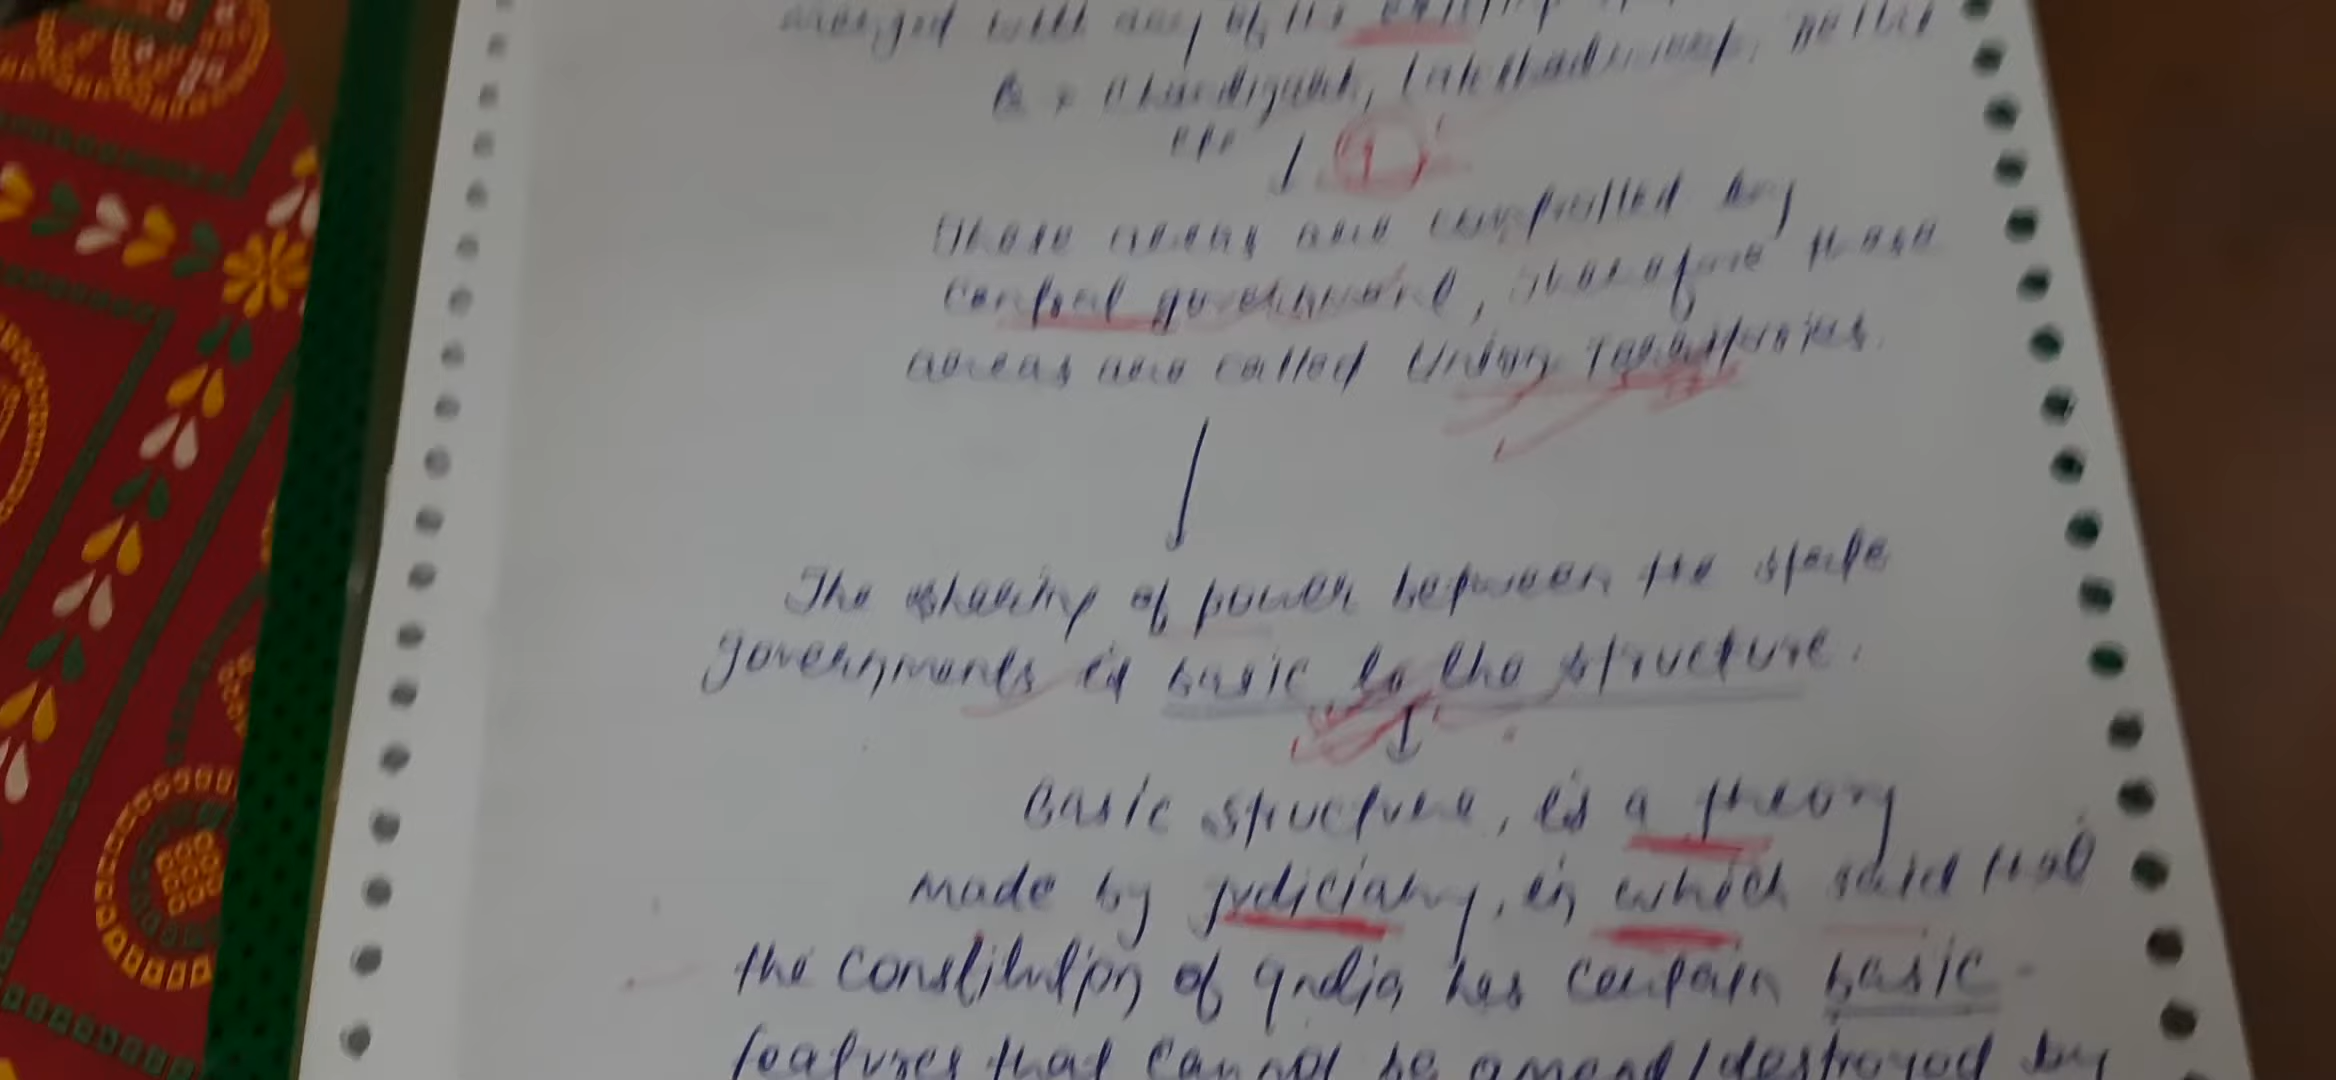 merged with any of the
Ex Chandigarh, Lakshadweep,
etc
①
These areas are controlled by
Central government, therefore these
areas are called Union Territories.
The sharing of power between the state
governments is basic to the structure.
Basic structure, is a theory
made by judiciary, in which said that
the constitution of India has certain basic
features that cannot be amend/destroyed by